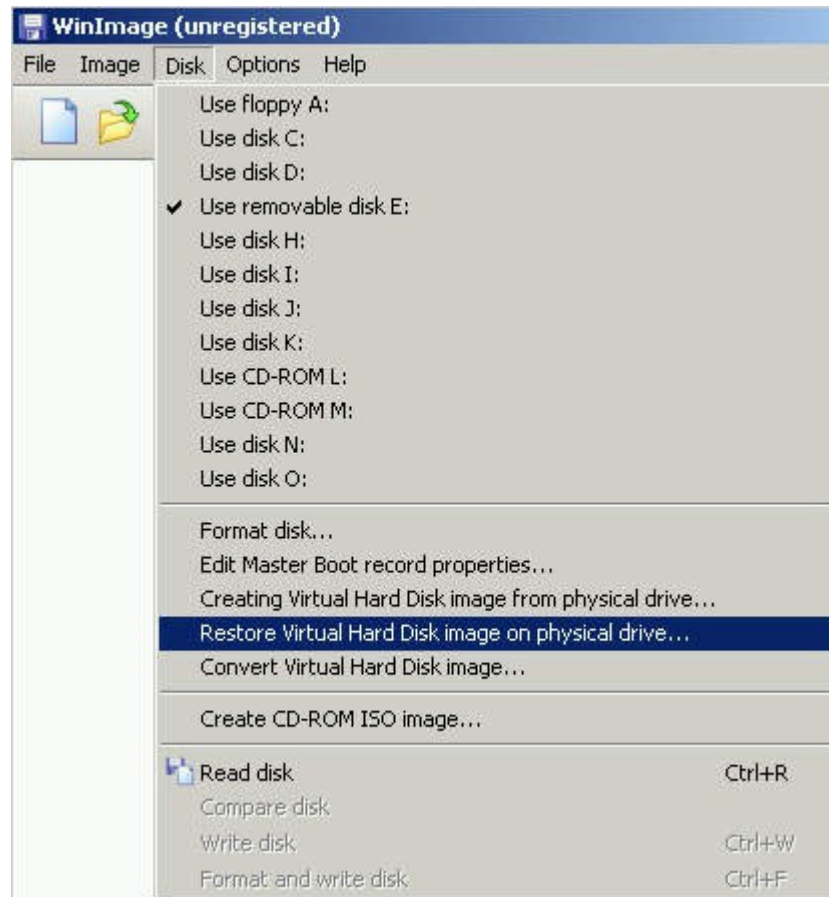 WinImage (unregistered)
File Image Disk Options Help
Use floppy A:
Use disk C:
Use disk D:
Use removable disk E:
Use disk H:
Use disk I:
Use disk J:
Use disk K:
Use CD-ROM L:
Use CD-ROM M:
Use disk N:
Use disk O:
Format disk...
Edit Master Boot record properties...
Creating Virtual Hard Disk image from physical drive...
Restore Virtual Hard Disk image on physical drive...
Convert Virtual Hard Disk image...
Create CD-ROM ISO image...
Read disk Ctrl+R
Compare disk
Write disk Ctrl+W
Format and write disk Ctrl+F